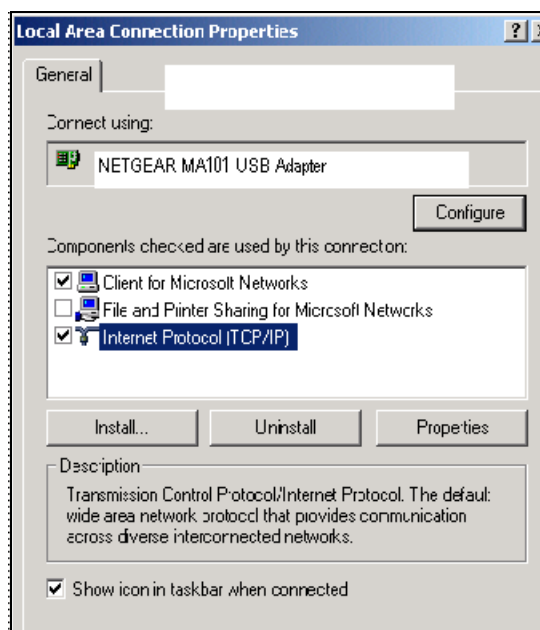 Local Area Connection Properties
General
Connect using:
NETGEAR MA101 USB Adapter
Configure
Components checked are used by this connection:
Client for Microsoft Networks
File and Printer Sharing for Microsoft Networks
Internet Protocol (TCP/IP)
Install...
Uninstall
Properties
Description
Transmission Control Protocol/Internet Protocol. The default
wide area network protocol that provides communication
across diverse interconnected networks.
Show icon in taskbar when connected